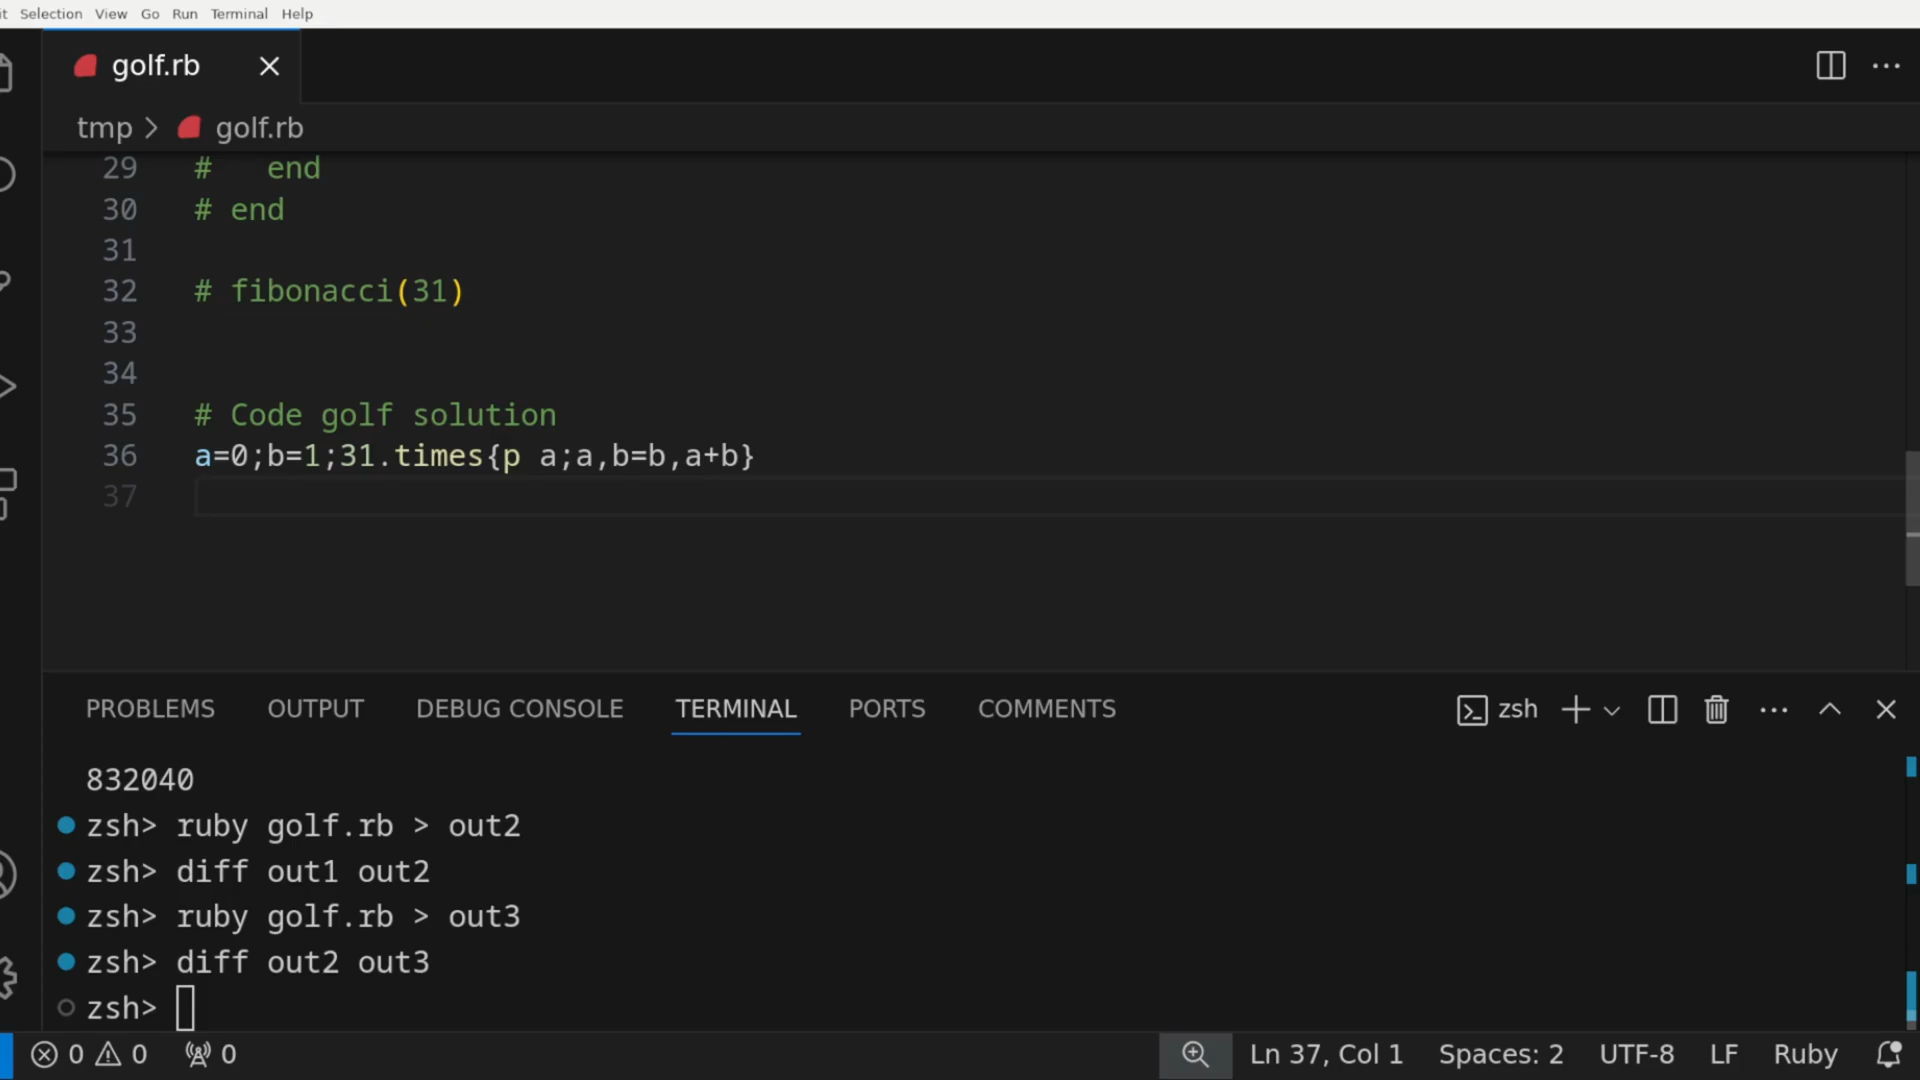 it Selection View Go Run Terminal Help
golf.rb
tmp > golf.rb
29 #   end
30 # end
31
32 # fibonacci(31)
33
34
35 # Code golf solution
36 a=0;b=1;31.times{p a;a,b=b,a+b}
37
PROBLEMS OUTPUT DEBUG CONSOLE TERMINAL PORTS COMMENTS zsh
832040
zsh> ruby golf.rb > out2
zsh> diff out1 out2
zsh> ruby golf.rb > out3
zsh> diff out2 out3
zsh>
0 0 0 Ln 37, Col 1 Spaces: 2 UTF-8 LF Ruby